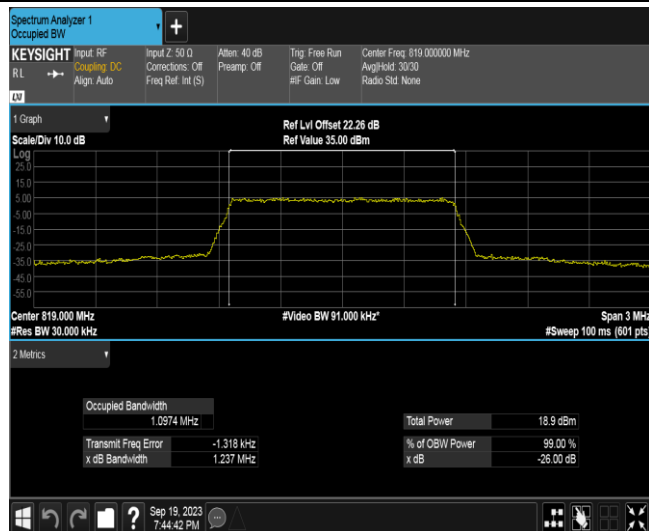 Spectrum Analyzer 1
Occupied BW
+
KEYSIGHT Input: RF Input Z: 50 Ω Atten: 40 dB Trig: Free Run Center Freq: 819.000000 MHz
RL Coupling: DC Corrections: Off Preamp: Off Gate: Off Avg|Hold: 30/30
Align: Auto Freq Ref: Int (S) #IF Gain: Low Radio Std: None
LXI
1 Graph
Ref Lvl Offset 22.26 dB
Scale/Div 10.0 dB Ref Value 35.00 dBm
Log
25.0
15.0
5.00
-5.00
-15.0
-25.0
-35.0
-45.0
-55.0
Center 819.000 MHz #Video BW 91.000 kHz* Span 3 MHz
#Res BW 30.000 kHz #Sweep 100 ms (601 pts)
2 Metrics
Occupied Bandwidth
1.0974 MHz Total Power 18.9 dBm
Transmit Freq Error -1.318 kHz % of OBW Power 99.00 %
x dB Bandwidth 1.237 MHz x dB -26.00 dB
? Sep 19, 2023
7:44:42 PM